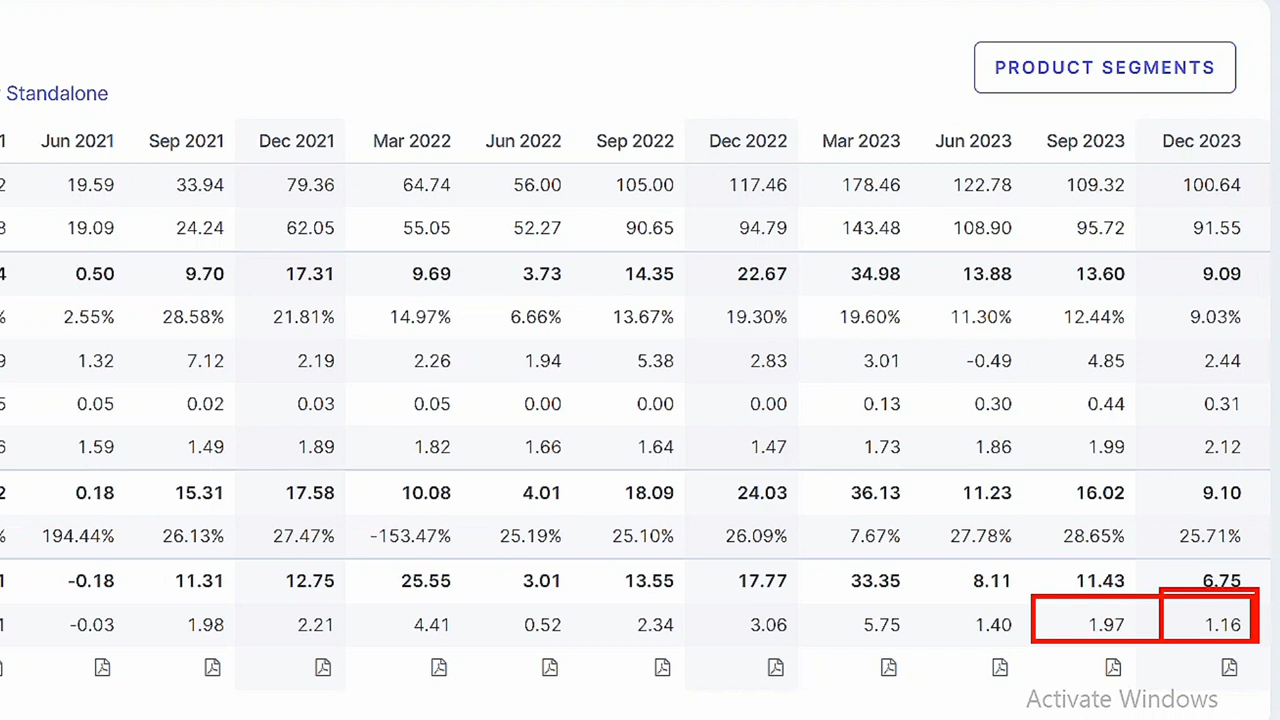 PRODUCT SEGMENTS
Standalone
1 Jun 2021 Sep 2021 Dec 2021 Mar 2022 Jun 2022 Sep 2022 Dec 2022 Mar 2023 Jun 2023 Sep 2023 Dec 2023
2 19.59 33.94 79.36 64.74 56.00 105.00 117.46 178.46 122.78 109.32 100.64
8 19.09 24.24 62.05 55.05 52.27 90.65 94.79 143.48 108.90 95.72 91.55
4 0.50 9.70 17.31 9.69 3.73 14.35 22.67 34.98 13.88 13.60 9.09
% 2.55% 28.58% 21.81% 14.97% 6.66% 13.67% 19.30% 19.60% 11.30% 12.44% 9.03%
9 1.32 7.12 2.19 2.26 1.94 5.38 2.83 3.01 -0.49 4.85 2.44
5 0.05 0.02 0.03 0.05 0.00 0.00 0.00 0.13 0.30 0.44 0.31
6 1.59 1.49 1.89 1.82 1.66 1.64 1.47 1.73 1.86 1.99 2.12
2 0.18 15.31 17.58 10.08 4.01 18.09 24.03 36.13 11.23 16.02 9.10
% 194.44% 26.13% 27.47% -153.47% 25.19% 25.10% 26.09% 7.67% 27.78% 28.65% 25.71%
1 -0.18 11.31 12.75 25.55 3.01 13.55 17.77 33.35 8.11 11.43 6.75
1 -0.03 1.98 2.21 4.41 0.52 2.34 3.06 5.75 1.40 1.97 1.16
Activate Windows